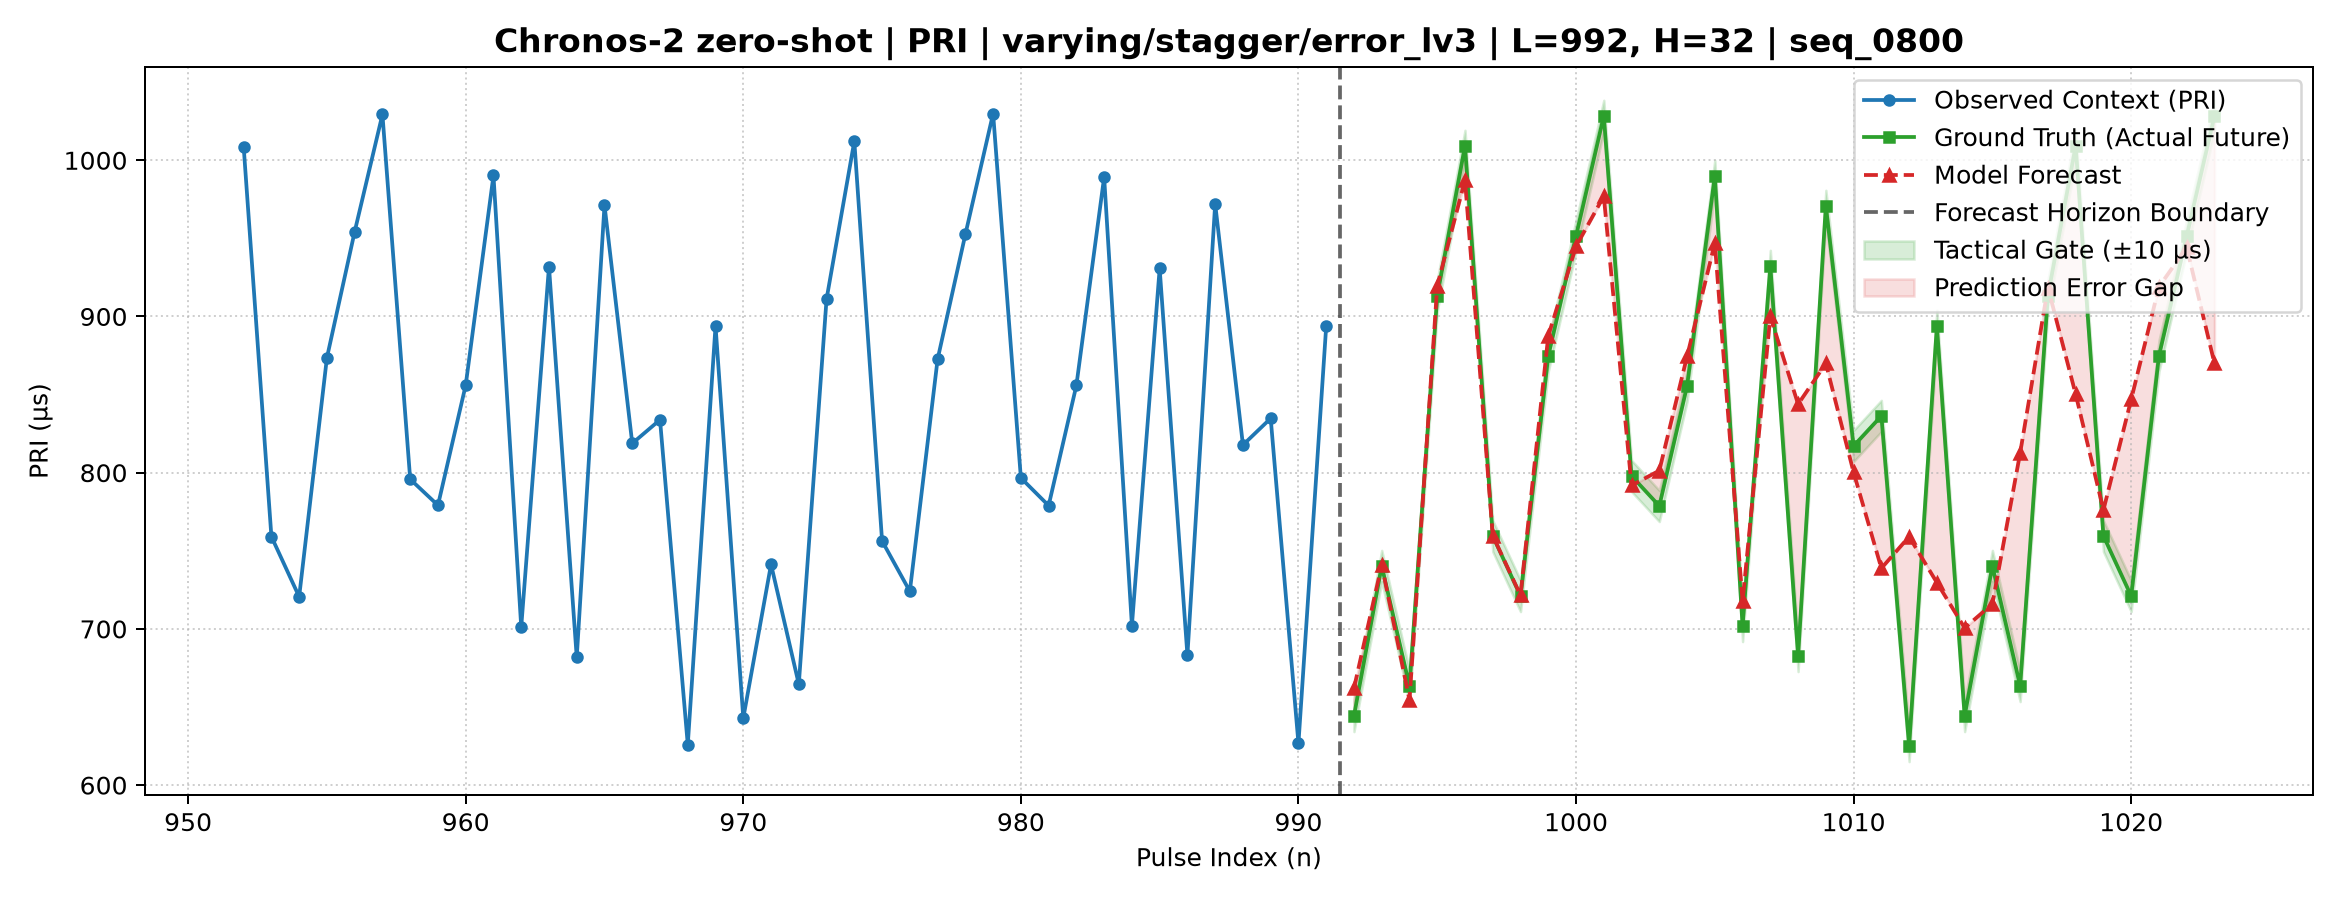 Chronos-2 zero-shot | PRI | varying/stagger/error_lv3 | L=992, H=32 | seq_0800
PRI (µs)
1000
900
800
700
600
Observed Context (PRI)
Ground Truth (Actual Future)
Model Forecast
Forecast Horizon Boundary
Tactical Gate (±10 µs)
Prediction Error Gap
950 960 970 980 990 1000 1010 1020
Pulse Index (n)